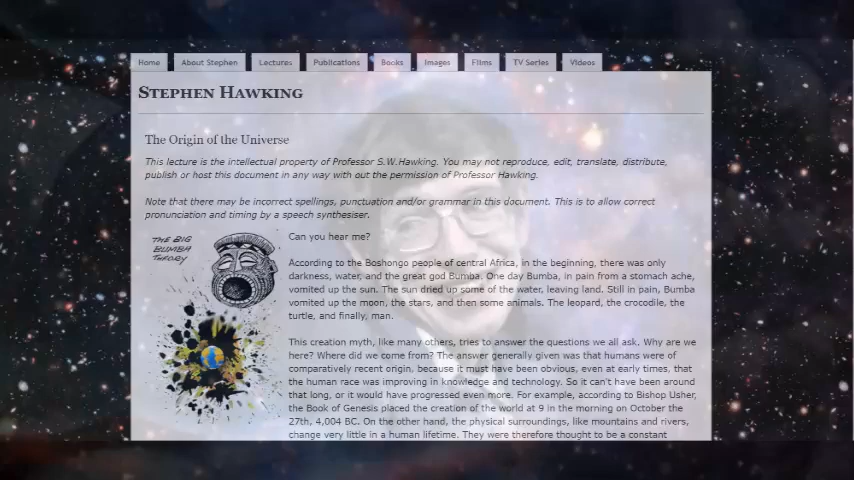 Home About Stephen Lectures Publications Books Images Films TV Series Videos
STEPHEN HAWKING
The Origin of the Universe
This lecture is the intellectual property of Professor S.W.Hawking. You may not reproduce, edit, translate, distribute,
publish or host this document in any way with out the permission of Professor Hawking.
Note that there may be incorrect spellings, punctuation and/or grammar in this document. This is to allow correct
pronunciation and timing by a speech synthesiser.
THE BIG
BUMBA
THEORY
Can you hear me?
According to the Boshongo people of central Africa, in the beginning, there was only
darkness, water, and the great god Bumba. One day Bumba, in pain from a stomach ache,
vomited up the sun. The sun dried up some of the water, leaving land. Still in pain, Bumba
vomited up the moon, the stars, and then some animals. The leopard, the crocodile, the
turtle, and finally, man.
This creation myth, like many others, tries to answer the questions we all ask. Why are we
here? Where did we come from? The answer generally given was that humans were of
comparatively recent origin, because it must have been obvious, even at early times, that
the human race was improving in knowledge and technology. So it can't have been around
that long, or it would have progressed even more. For example, according to Bishop Usher,
the Book of Genesis placed the creation of the world at 9 in the morning on October the
27th, 4,004 BC. On the other hand, the physical surroundings, like mountains and rivers,
change very little in a human lifetime. They were therefore thought to be a constant